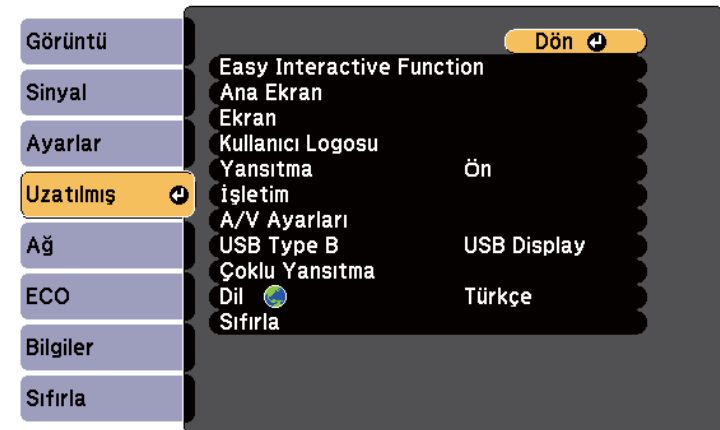 Görüntü
Sinyal
Ayarlar
Uzatılmış
Ağ
ECO
Bilgiler
Sıfırla
Dön
Easy Interactive Function
Ana Ekran
Ekran
Kullanıcı Logosu
Yansıtma Ön
İşletim
A/V Ayarları
USB Type B USB Display
Çoklu Yansıtma
Dil Türkçe
Sıfırla